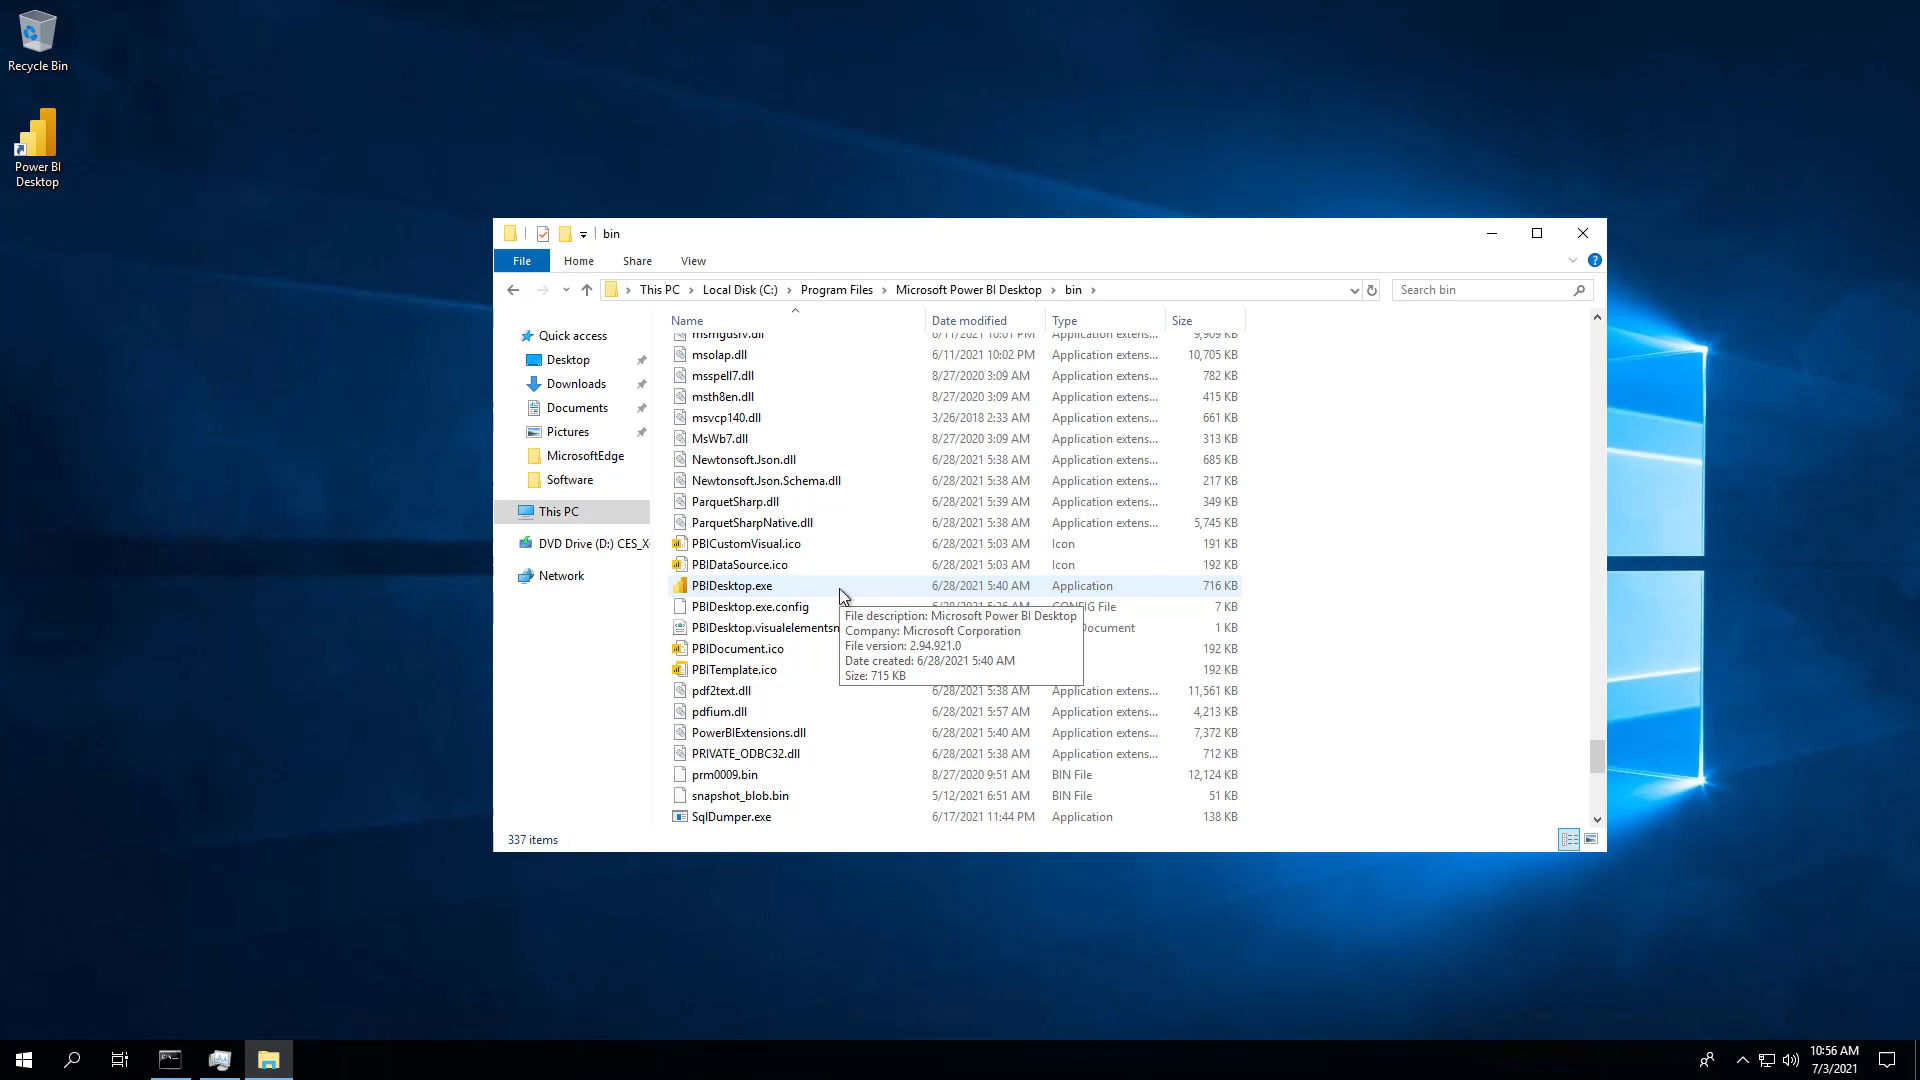 Recycle Bin
Power BI
Desktop
bin
File Home Share View
This PC Local Disk (C:) Program Files Microsoft Power BI Desktop bin
Search bin
Quick access
Desktop
Downloads
Documents
Pictures
MicrosoftEdge
Software
This PC
DVD Drive (D:) CES_X
Network
Name Date modified Type Size
msmgdsrv.dll 6/11/2021 10:01 PM Application extens... 9,909 KB
msolap.dll 6/11/2021 10:02 PM Application extens... 10,705 KB
msspell7.dll 8/27/2020 3:09 AM Application extens... 782 KB
msth8en.dll 8/27/2020 3:09 AM Application extens... 415 KB
msvcp140.dll 3/26/2018 2:33 AM Application extens... 661 KB
MsWb7.dll 8/27/2020 3:09 AM Application extens... 313 KB
Newtonsoft.Json.dll 6/28/2021 5:38 AM Application extens... 685 KB
Newtonsoft.Json.Schema.dll 6/28/2021 5:38 AM Application extens... 217 KB
ParquetSharp.dll 6/28/2021 5:39 AM Application extens... 349 KB
ParquetSharpNative.dll 6/28/2021 5:38 AM Application extens... 5,745 KB
PBICustomVisual.ico 6/28/2021 5:03 AM Icon 191 KB
PBIDataSource.ico 6/28/2021 5:03 AM Icon 192 KB
PBIDesktop.exe 6/28/2021 5:40 AM Application 716 KB
PBIDesktop.exe.config 6/28/2021 5:36 AM CONFIG File 7 KB
PBIDesktop.visualelementsm Document 1 KB
PBIDocument.ico 192 KB
PBITemplate.ico 192 KB
File description: Microsoft Power BI Desktop
Company: Microsoft Corporation
File version: 2.94.921.0
Date created: 6/28/2021 5:40 AM
Size: 715 KB
pdf2text.dll 6/28/2021 5:38 AM Application extens... 11,561 KB
pdfium.dll 6/28/2021 5:57 AM Application extens... 4,213 KB
PowerBIExtensions.dll 6/28/2021 5:40 AM Application extens... 7,372 KB
PRIVATE_ODBC32.dll 6/28/2021 5:38 AM Application extens... 712 KB
prm0009.bin 8/27/2020 9:51 AM BIN File 12,124 KB
snapshot_blob.bin 5/12/2021 6:51 AM BIN File 51 KB
SqlDumper.exe 6/17/2021 11:44 PM Application 138 KB
337 items
10:56 AM
7/3/2021